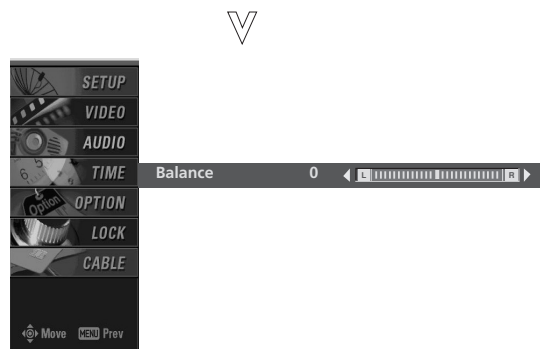 SETUP
VIDEO
AUDIO
TIME
Balance 0 L R
Option OPTION
LOCK
CABLE
Move MENU Prev